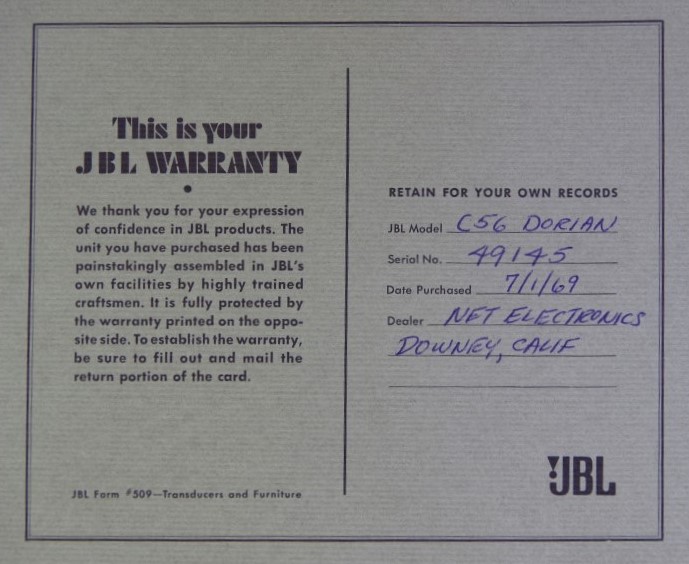 This is your
JBL WARRANTY
•
We thank you for your expression
of confidence in JBL products. The
unit you have purchased has been
painstakingly assembled in JBL's
own facilities by highly trained
craftsmen. It is fully protected by
the warranty printed on the oppo-
site side. To establish the warranty,
be sure to fill out and mail the
return portion of the card.
JBL Form #509—Transducers and Furniture
RETAIN FOR YOUR OWN RECORDS
JBL Model C56 DORIAN
Serial No. 49145
Date Purchased 7/1/69
Dealer NET ELECTRONICS
DOWNEY, CALIF
JBL